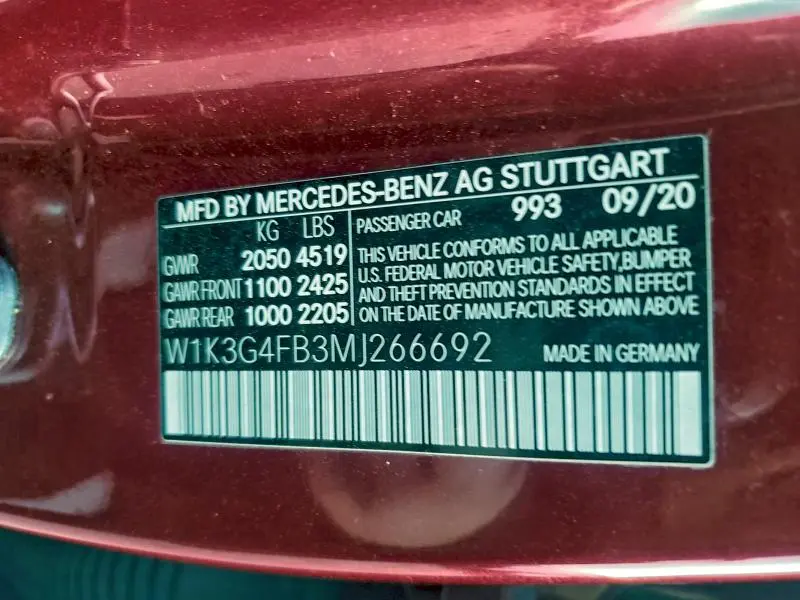 MFD BY MERCEDES-BENZ AG STUTTGART
KG LBS
GVWR 2050 4519
GAWR FRONT 1100 2425
GAWR REAR 1000 2205
PASSENGER CAR 993 09/20
THIS VEHICLE CONFORMS TO ALL APPLICABLE
U.S. FEDERAL MOTOR VEHICLE SAFETY,BUMPER
AND THEFT PREVENTION STANDARDS IN EFFECT
ON THE DATE OF MANUFACTURE SHOWN ABOVE
W1K3G4FB3MJ266692
MADE IN GERMANY